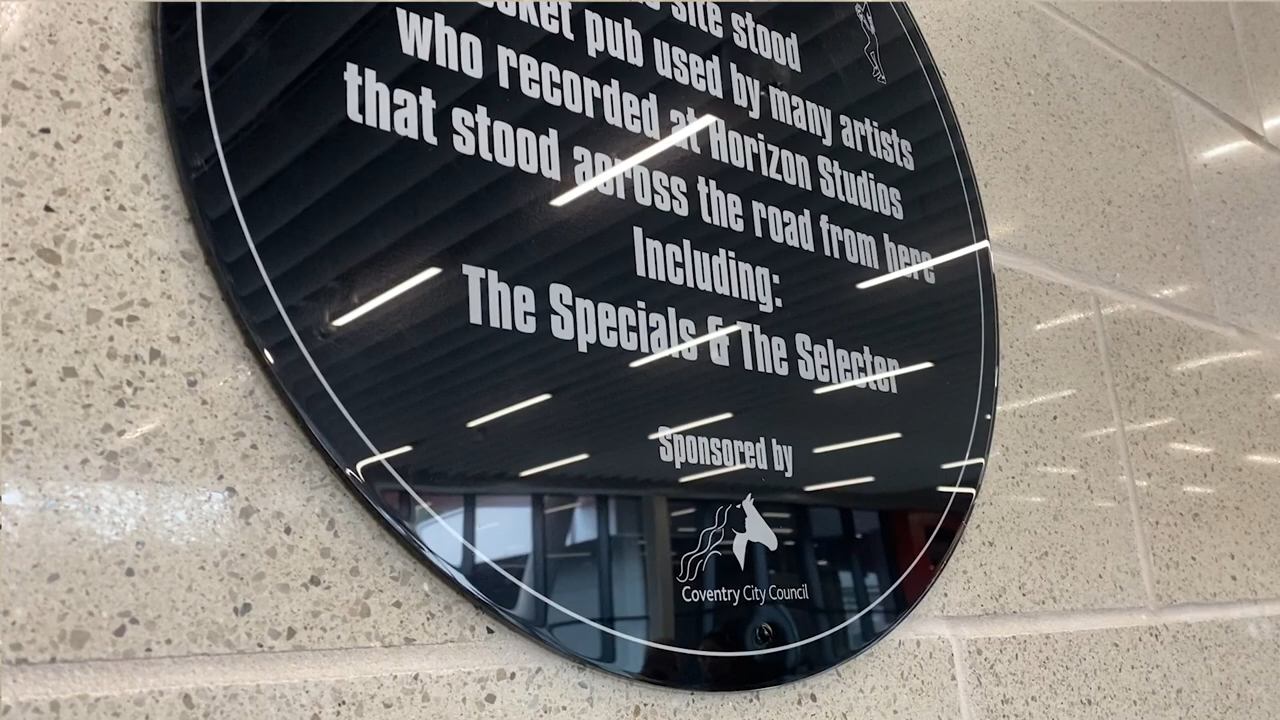 site stood
pub used by many artists
who recorded at Horizon Studios
that stood across the road from here
Including:
The Specials & The Selecter
Sponsored by
Coventry City Council